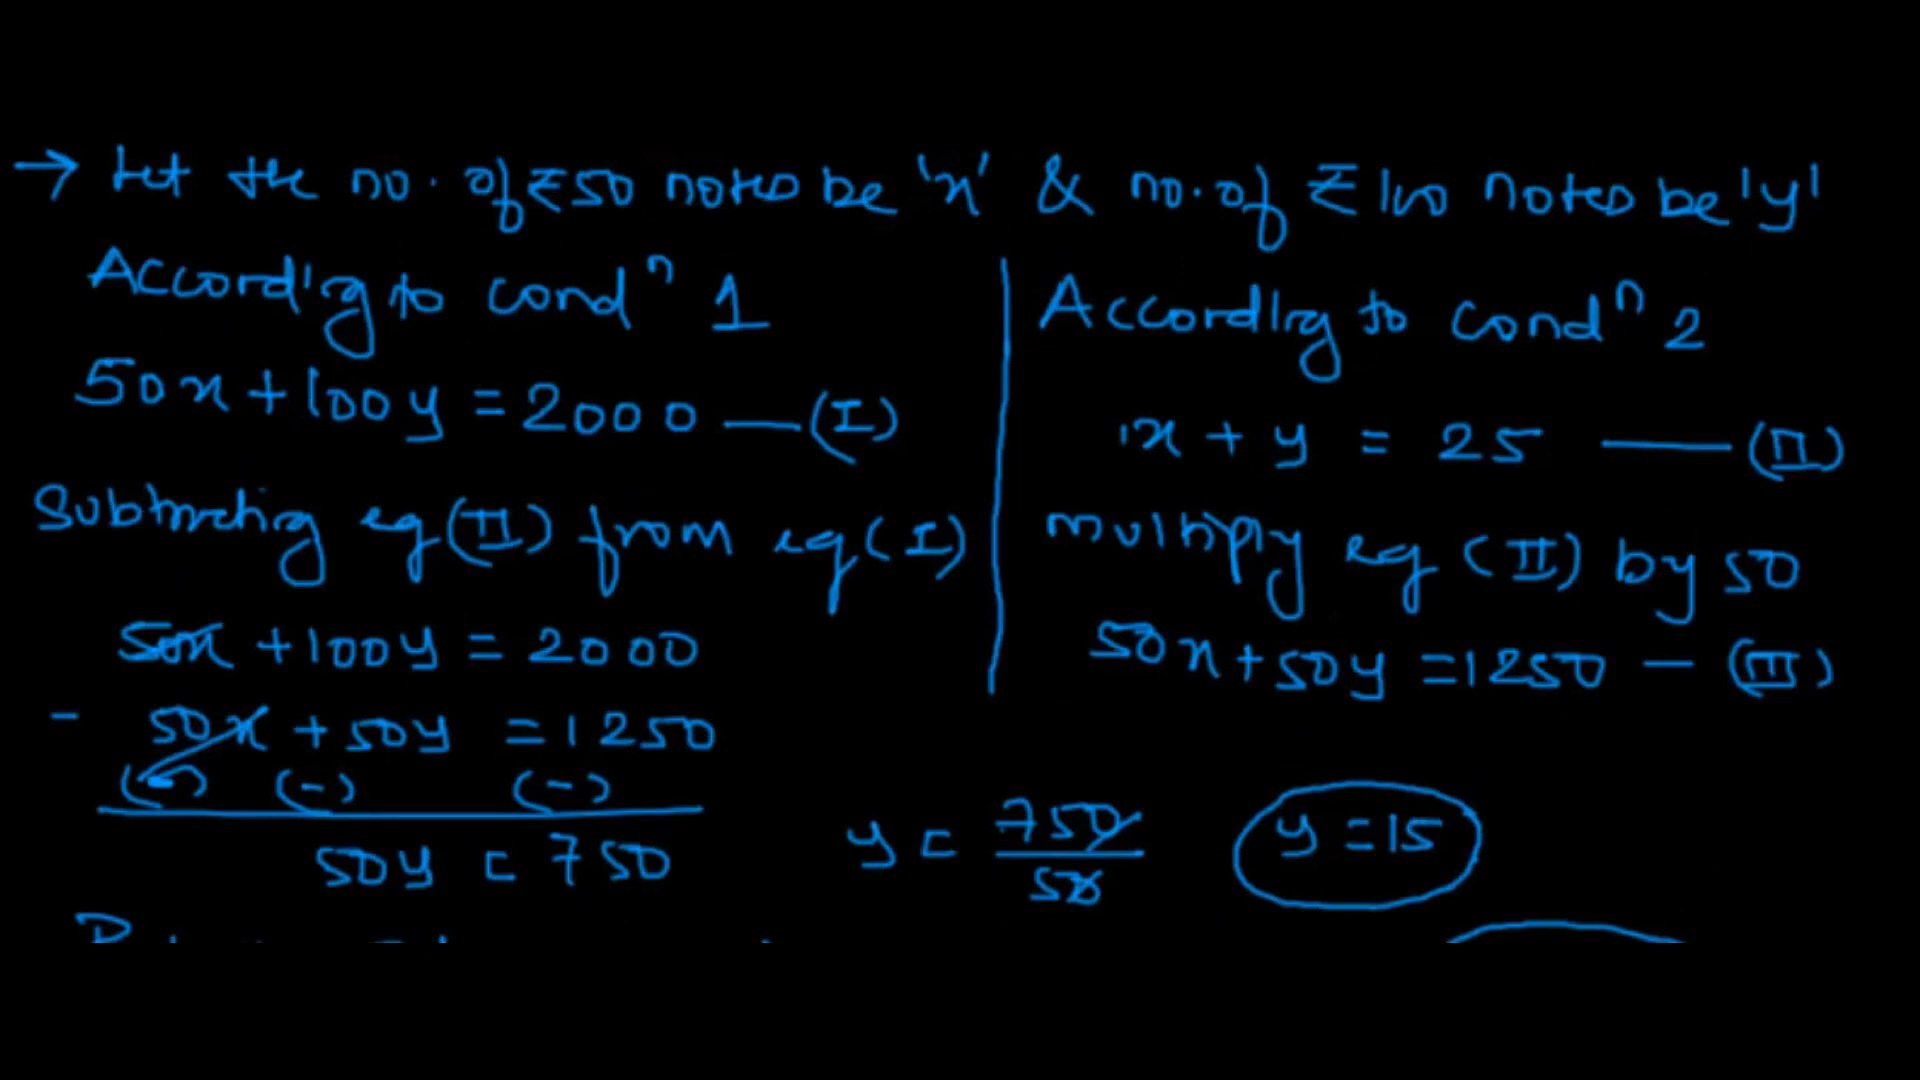 → Let the no. of ₹50 notes be 'x' & no. of ₹100 notes be 'y'
According to condⁿ 1
50x + 100y = 2000 — (I)
Subtracting eq (II) from eq (I)
50x + 100y = 2000
- 50x + 50y = 1250
(-) (-) (-)
50y = 750
According to condⁿ 2
x + y = 25 — (II)
multiply eq (II) by 50
50x + 50y = 1250 — (III)
y = 750/50
y = 15